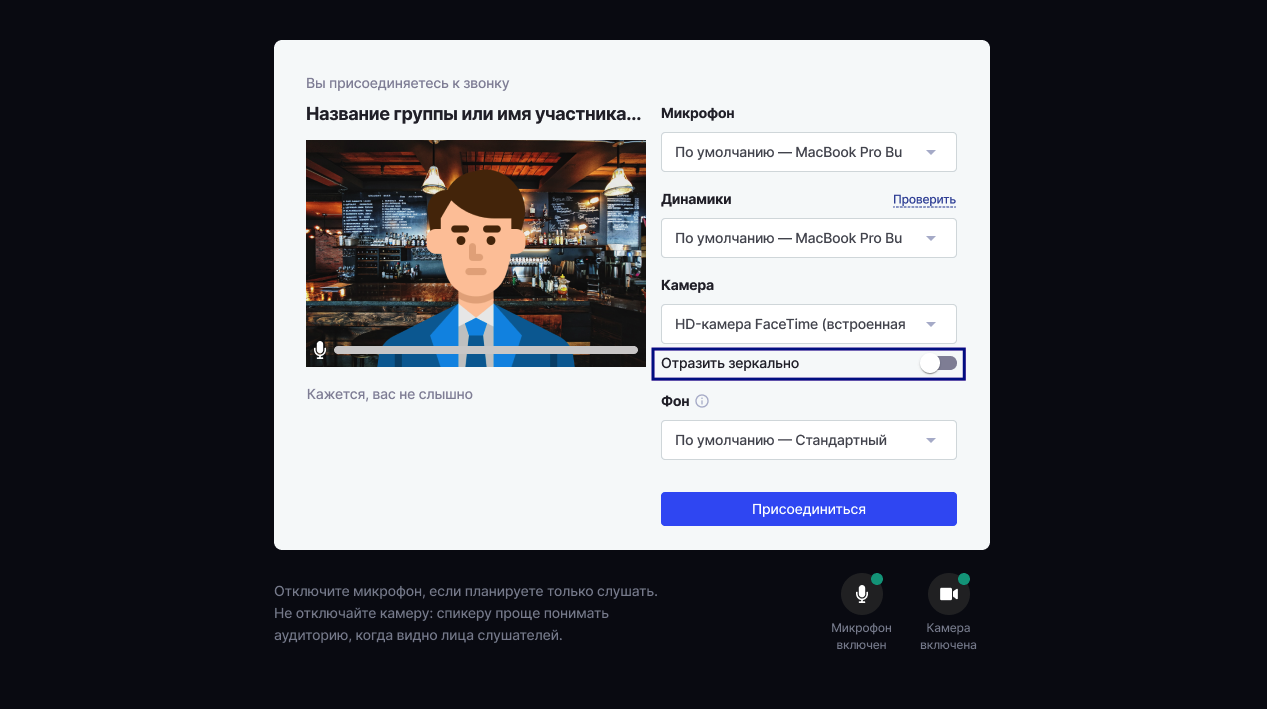 Вы присоединяетесь к звонку
Название группы или имя участника...
Кажется, вас не слышно
Микрофон
По умолчанию — MacBook Pro Bu
Динамики
Проверить
По умолчанию — MacBook Pro Bu
Камера
HD-камера FaceTime (встроенная
Отразить зеркально
Фон
По умолчанию — Стандартный
Присоединиться
Отключите микрофон, если планируете только слушать.
Не отключайте камеру: спикеру проще понимать
аудиторию, когда видно лица слушателей.
Микрофон
включен
Камера
включена